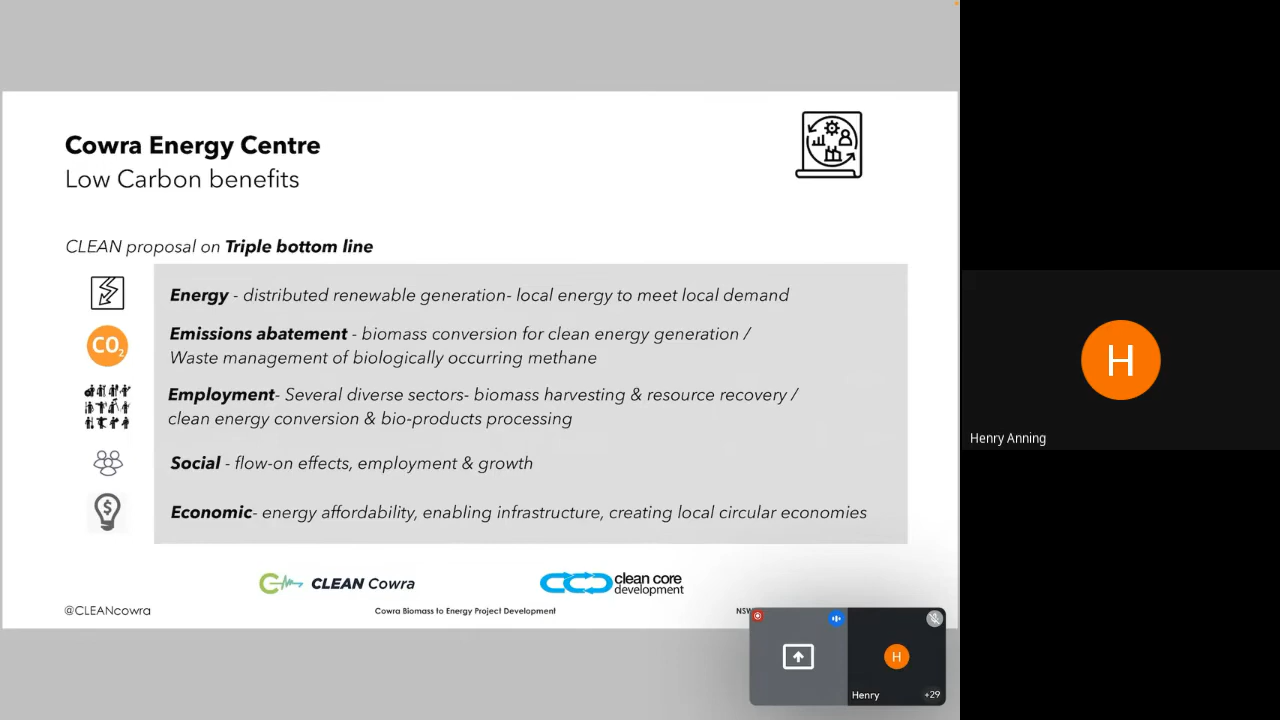 Cowra Energy Centre
Low Carbon benefits
CLEAN proposal on Triple bottom line
Energy - distributed renewable generation- local energy to meet local demand
CO2
Emissions abatement - biomass conversion for clean energy generation /
Waste management of biologically occurring methane
Employment- Several diverse sectors- biomass harvesting & resource recovery /
clean energy conversion & bio-products processing
Social - flow-on effects, employment & growth
$
Economic- energy affordability, enabling infrastructure, creating local circular economies
CLEAN Cowra
clean core
development
@CLEANcowra
Cowra Biomass to Energy Project Development
NSW
H
Henry
+29
H
Henry Anning